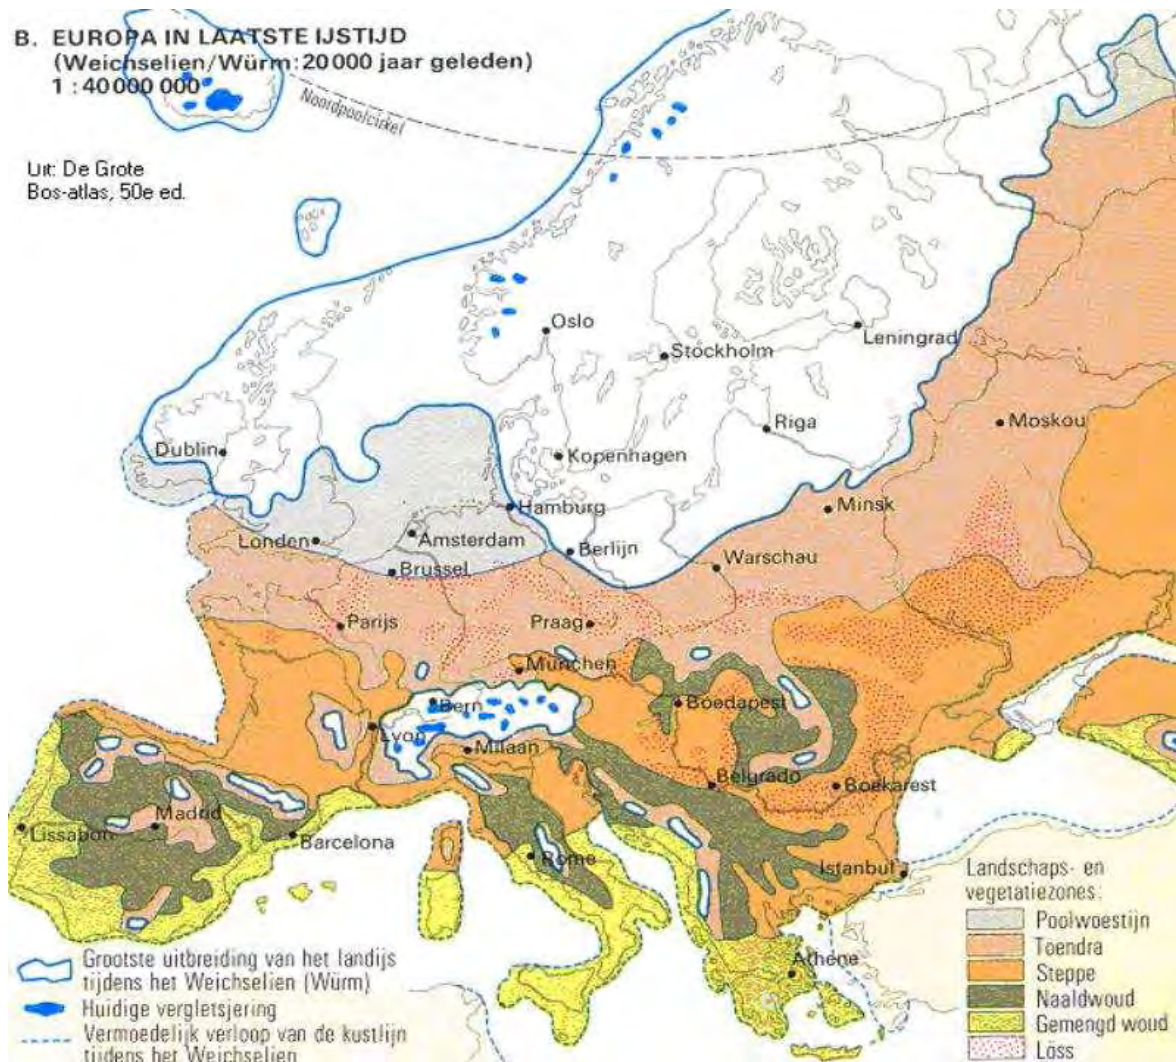 B. EUROPA IN LAATSTE IJSTIJD
(Weichselien/Würm: 20 000 jaar geleden)
1 : 40 000 000
Noordpoolcirkel
Uit: De Grote
Bos-atlas, 50e ed.
Oslo
Leningrad
Stockholm
Riga
Moskou
Dublin
Kopenhagen
Hamburg
Minsk
Londen
Amsterdam
Berlijn
Warschau
Brussel
Parijs
Praag
München
Bern
Boedapest
Lyon
Milaan
Belgrado
Boekarest
Madrid
Lissabon
Barcelona
Rome
Istanbul
Athene
Landschaps- en
vegetatiezones:
Poolwoestijn
Toendra
Steppe
Naaldwoud
Gemengd woud
Löss
Grootste uitbreiding van het landijs
tijdens het Weichselien (Würm)
Huidige vergletsjering
Vermoedelijk verloop van de kustlijn
tijdens het Weichselien